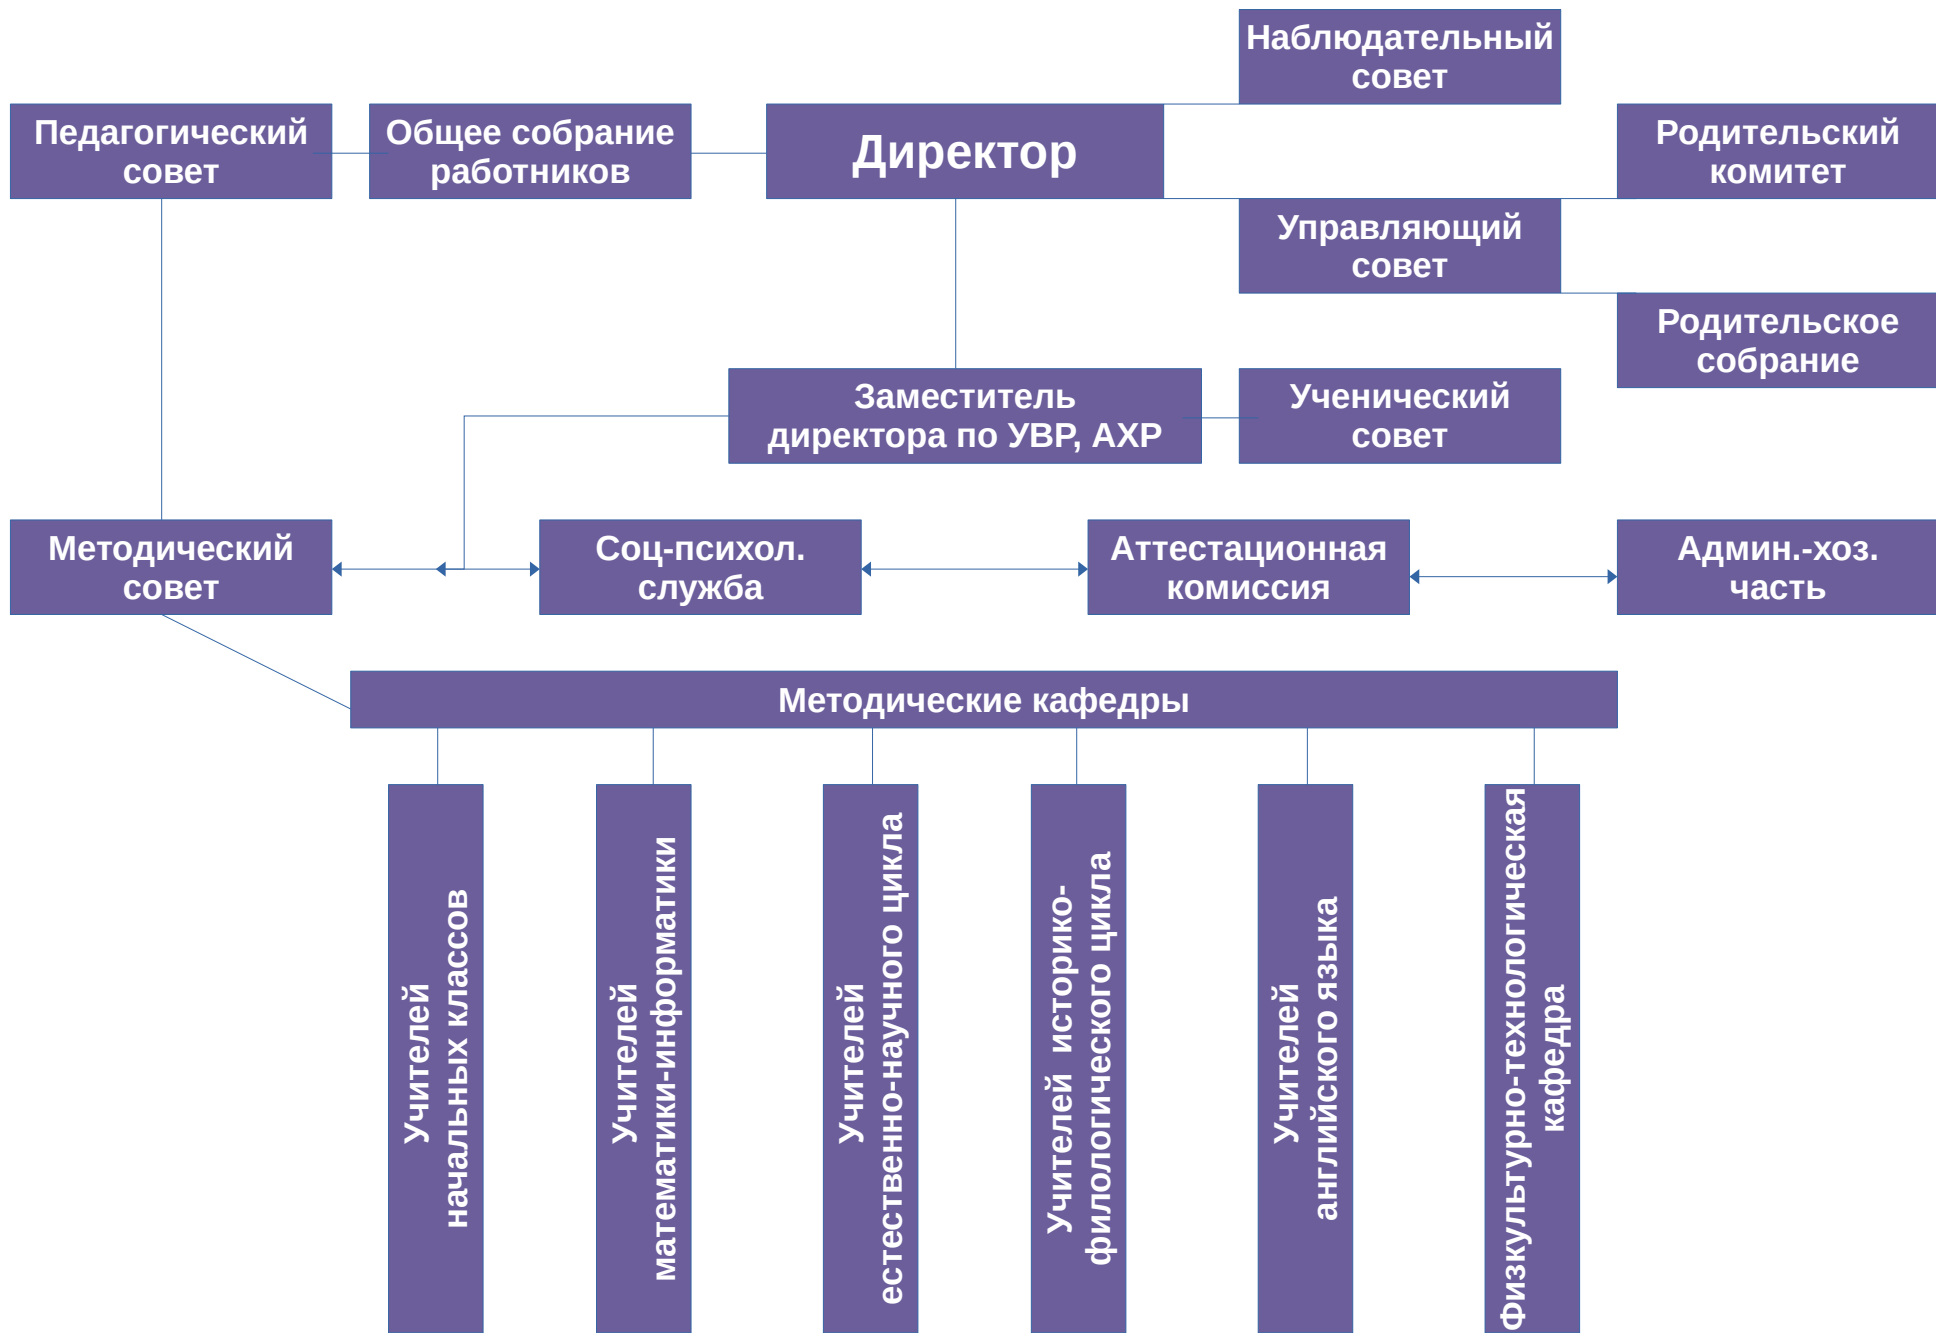 Наблюдательный
совет
Педагогический
совет
Общее собрание
работников
Директор
Родительский
комитет
Управляющий
совет
Родительское
собрание
Заместитель
директора по УВР, АХР
Ученический
совет
Методический
совет
Соц-психол.
служба
Аттестационная
комиссия
Админ.-хоз.
часть
Методические кафедры
Учителей
начальных классов
Учителей
математики-информатики
Учителей
естественно-научного цикла
Учителей историко-
филологического цикла
Учителей
английского языка
Физкультурно-технологическая
кафедра